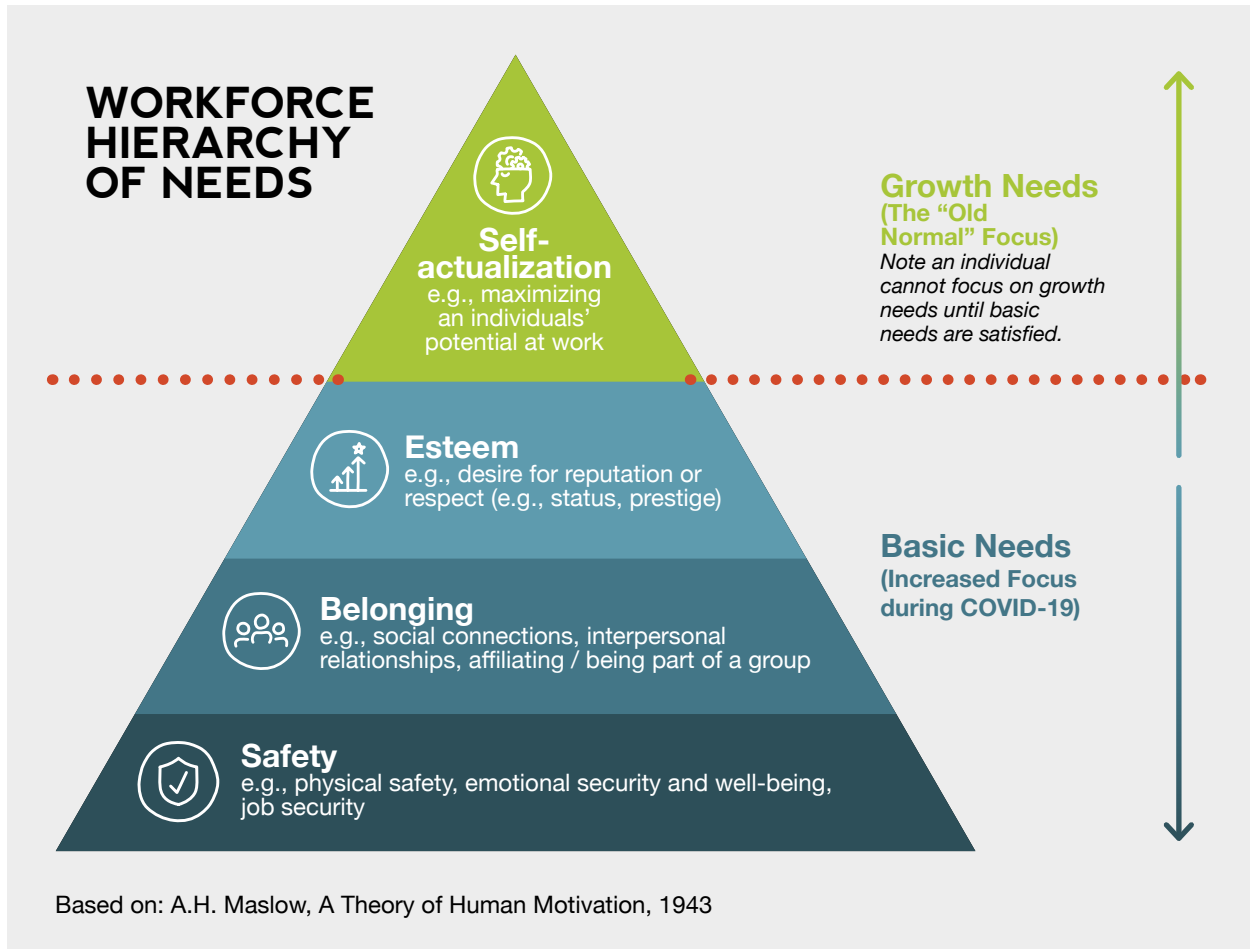 WORKFORCE
HIERARCHY
OF NEEDS
Self-
actualization
e.g., maximizing
an individuals’
potential at work
Growth Needs
(The “Old
Normal” Focus)
Note an individual
cannot focus on growth
needs until basic
needs are satisfied.
Esteem
e.g., desire for reputation or
respect (e.g., status, prestige)
Basic Needs
(Increased Focus
during COVID-19)
Belonging
e.g., social connections, interpersonal
relationships, affiliating / being part of a group
Safety
e.g., physical safety, emotional security and well-being,
job security
Based on: A.H. Maslow, A Theory of Human Motivation, 1943